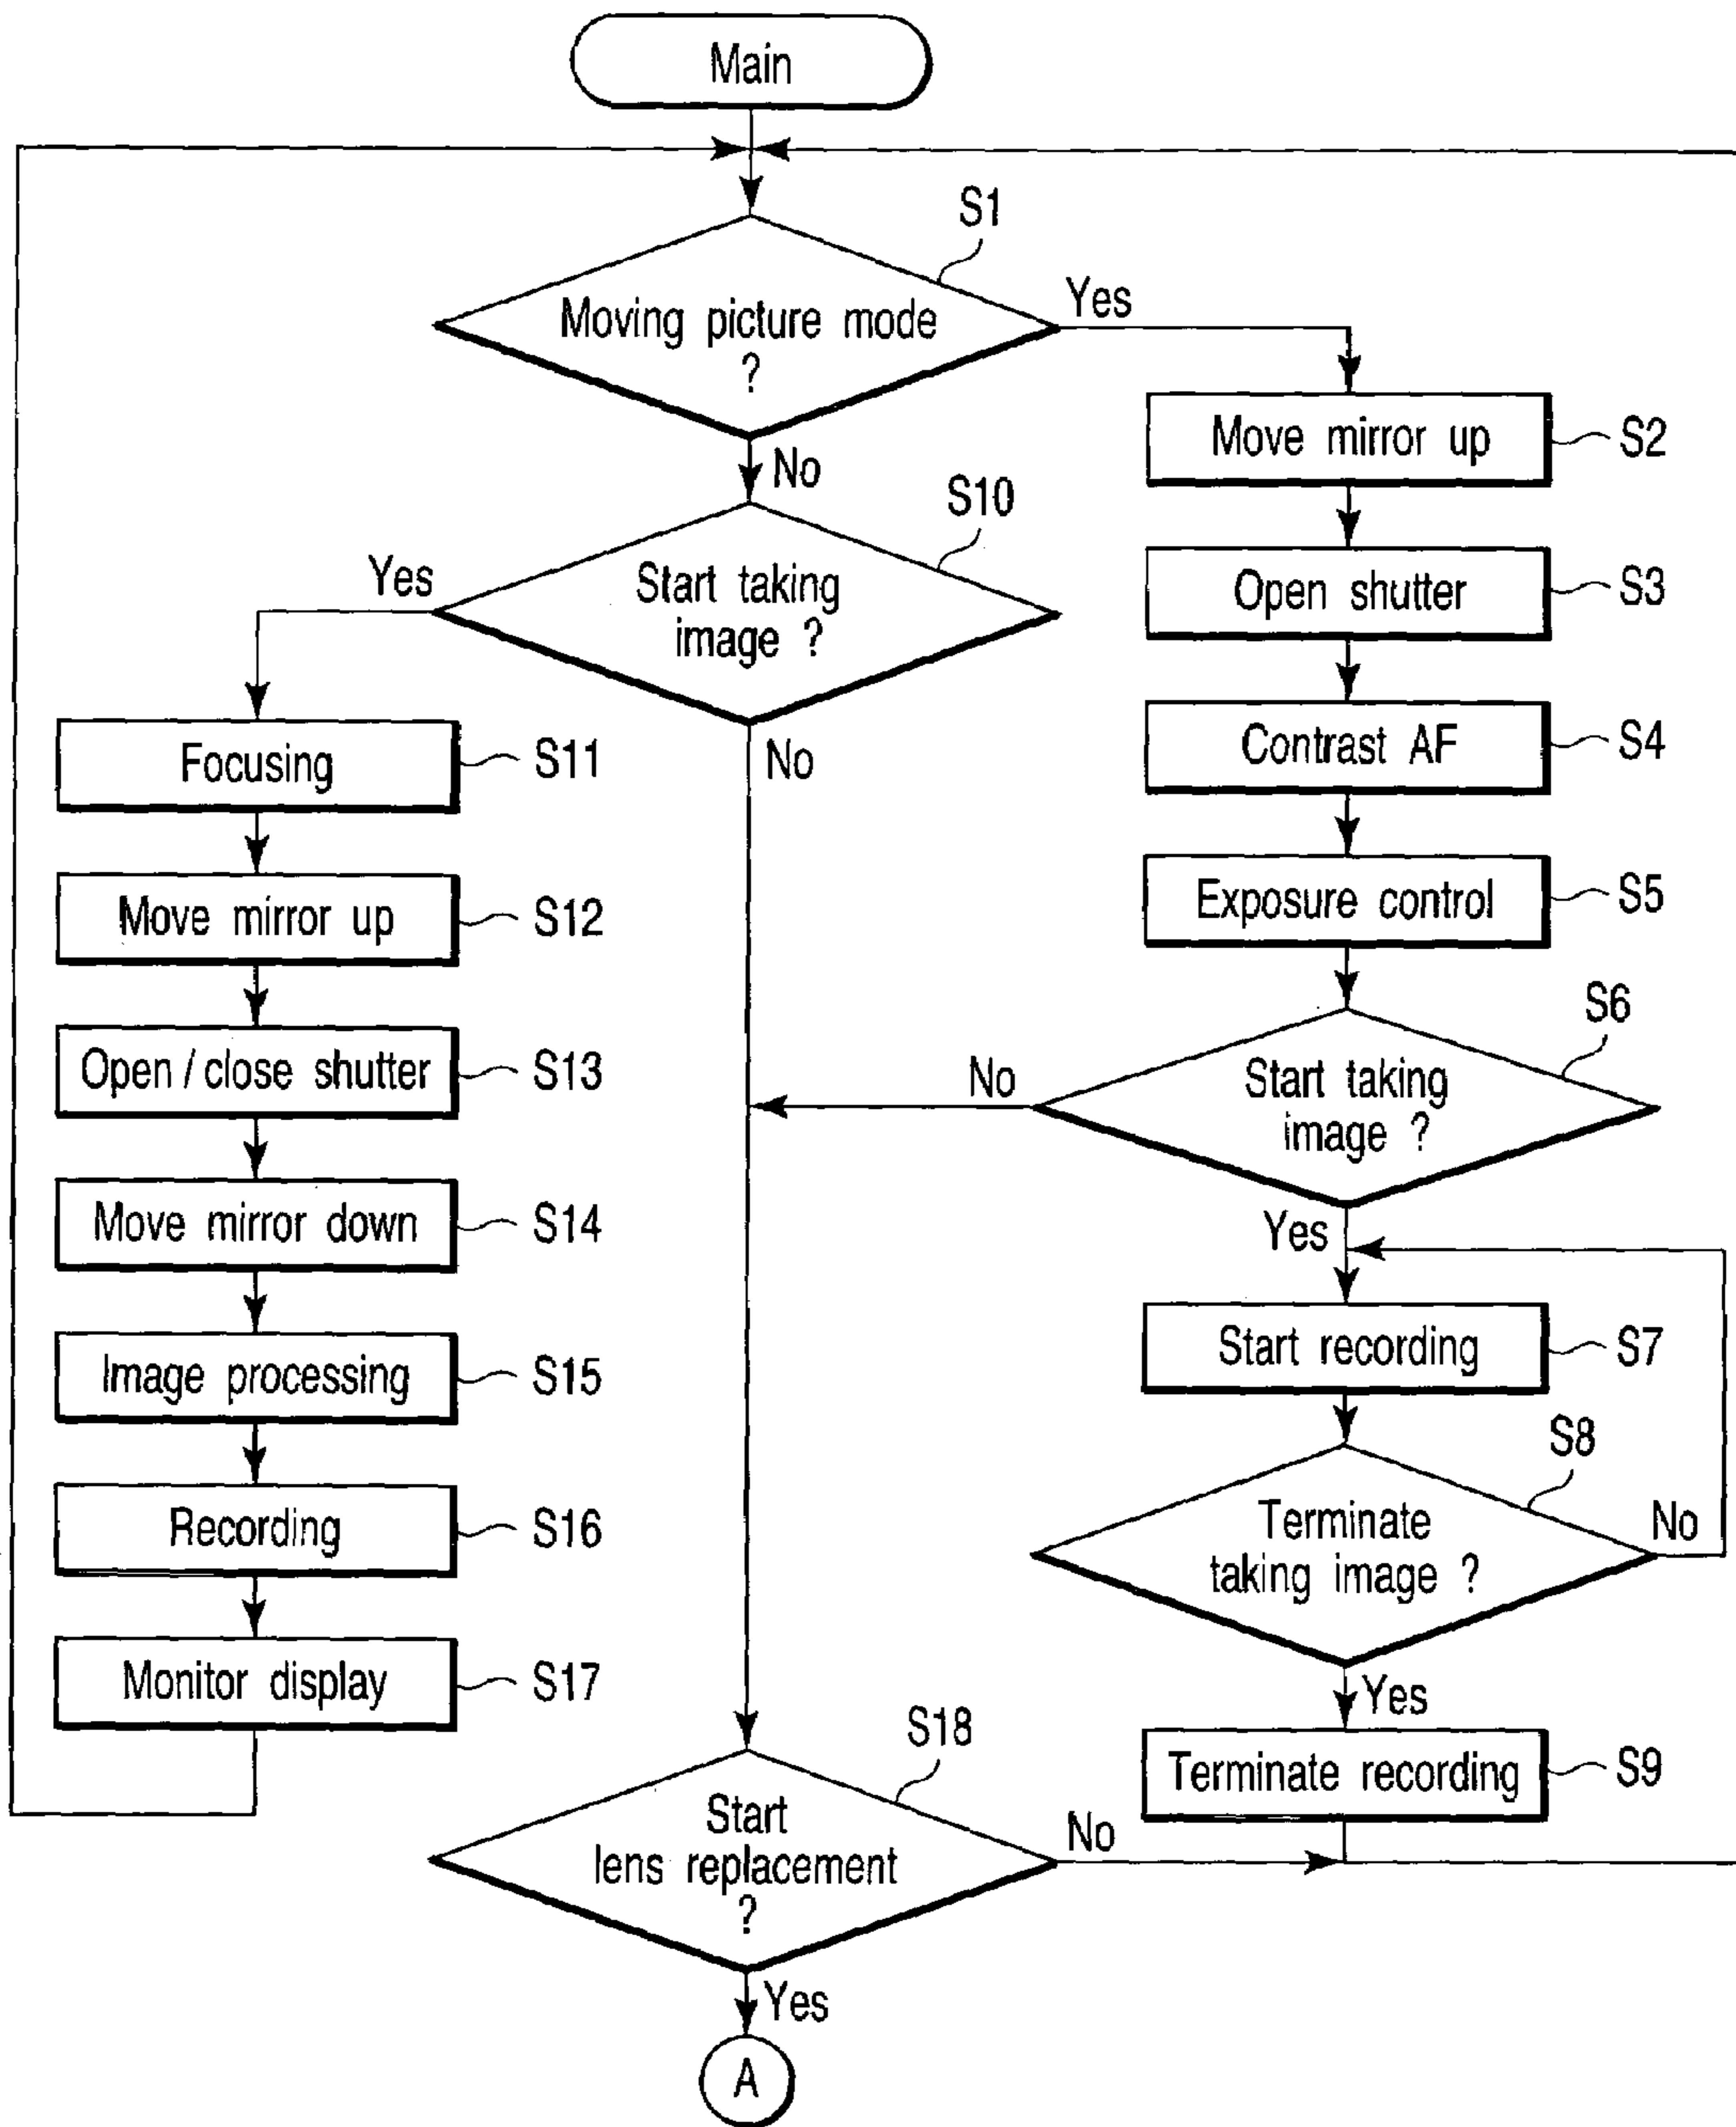 Main
S1
Moving picture mode
?
Yes
No
Move mirror up
S2
Open shutter
S3
Contrast AF
S4
Exposure control
S5
S6
Start taking
image ?
No
Yes
Start recording
S7
S8
Terminate
taking image ?
No
Yes
Terminate recording
S9
S10
Start taking
image ?
Yes
No
Focusing
S11
Move mirror up
S12
Open / close shutter
S13
Move mirror down
S14
Image processing
S15
Recording
S16
Monitor display
S17
S18
Start
lens replacement
?
No
Yes
A